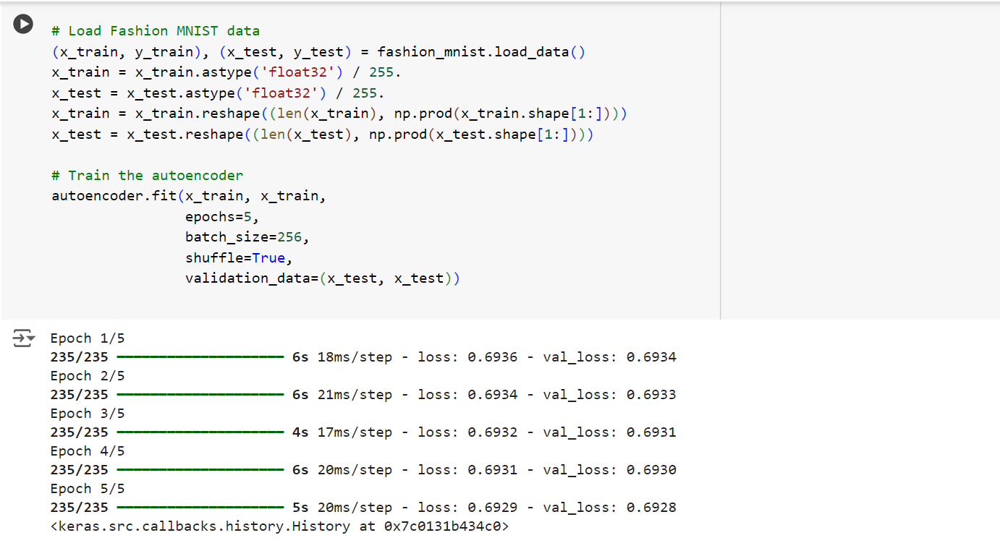 # Load Fashion MNIST data
(x_train, y_train), (x_test, y_test) = fashion_mnist.load_data()
x_train = x_train.astype('float32') / 255.
x_test = x_test.astype('float32') / 255.
x_train = x_train.reshape((len(x_train), np.prod(x_train.shape[1:])))
x_test = x_test.reshape((len(x_test), np.prod(x_test.shape[1:])))
# Train the autoencoder
autoencoder.fit(x_train, x_train,
epochs=5,
batch_size=256,
shuffle=True,
validation_data=(x_test, x_test))
Epoch 1/5
235/235 ━━━━━━━━━━━━━━━━━━━━ 6s 18ms/step - loss: 0.6936 - val_loss: 0.6934
Epoch 2/5
235/235 ━━━━━━━━━━━━━━━━━━━━ 6s 21ms/step - loss: 0.6934 - val_loss: 0.6933
Epoch 3/5
235/235 ━━━━━━━━━━━━━━━━━━━━ 4s 17ms/step - loss: 0.6932 - val_loss: 0.6931
Epoch 4/5
235/235 ━━━━━━━━━━━━━━━━━━━━ 6s 20ms/step - loss: 0.6931 - val_loss: 0.6930
Epoch 5/5
235/235 ━━━━━━━━━━━━━━━━━━━━ 5s 20ms/step - loss: 0.6929 - val_loss: 0.6928
<keras.src.callbacks.history.History at 0x7c0131b434c0>